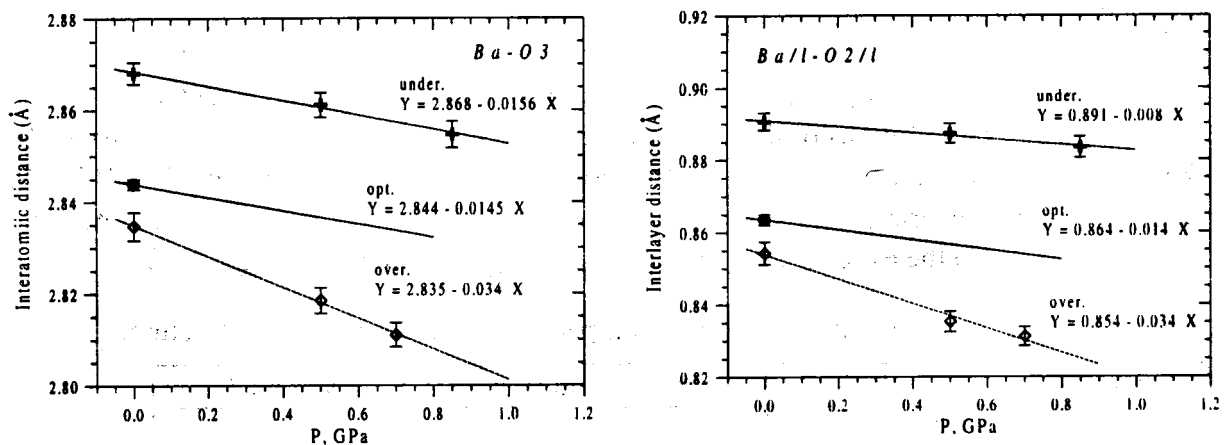 Interatomic distance (Å)
2.88
2.86
2.84
2.82
2.80
Ba-O3
under.
Y = 2.868 - 0.0156 X
opt.
Y = 2.844 - 0.0145 X
over.
Y = 2.835 - 0.034 X
0.0 0.2 0.4 0.6 0.8 1.0 1.2
P, GPa
Interlayer distance (Å)
0.92
0.90
0.88
0.86
0.84
0.82
Ba/l-O2/l
under.
Y = 0.891 - 0.008 X
opt.
Y = 0.864 - 0.014 X
over.
Y = 0.854 - 0.034 X
0.0 0.2 0.4 0.6 0.8 1.0 1.2
P, GPa